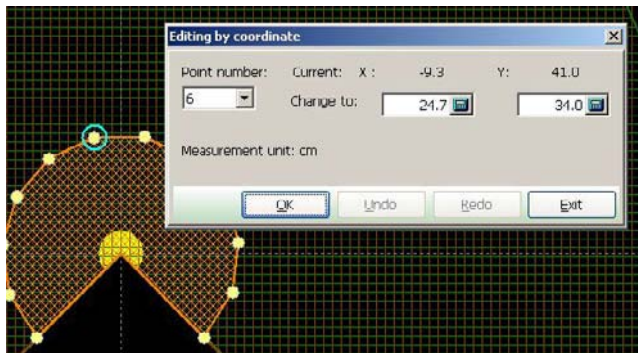 Editing by coordinate
Point number: Current: X : -9.3 Y: 41.0
6 Change to: 24.7 34.0
Measurement unit: cm
OK Undo Redo Exit